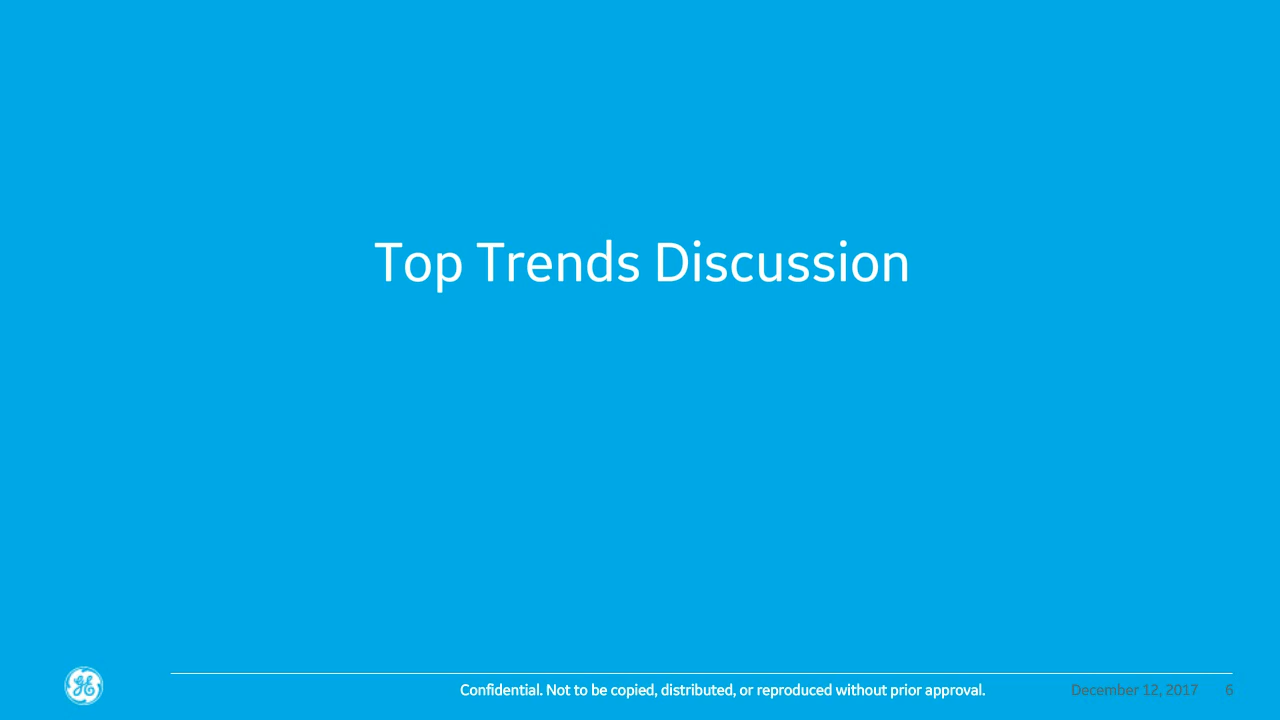 Top Trends Discussion
Confidential. Not to be copied, distributed, or reproduced without prior approval.
December 12, 2017 6